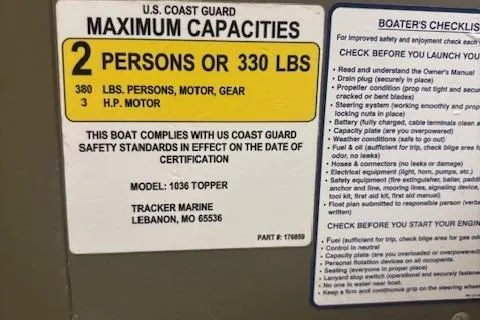 U.S. COAST GUARD
MAXIMUM CAPACITIES
2 PERSONS OR 330 LBS
380 LBS. PERSONS, MOTOR, GEAR
3 H.P. MOTOR
THIS BOAT COMPLIES WITH US COAST GUARD
SAFETY STANDARDS IN EFFECT ON THE DATE OF
CERTIFICATION
MODEL: 1036 TOPPER
TRACKER MARINE
LEBANON, MO 65536
PART #: 176859
BOATER'S CHECKLIS
For improved safety and enjoyment check each
CHECK BEFORE YOU LAUNCH YOU
• Read and understand the Owner's Manual
• Drain plug (securely in place)
• Propeller condition (prop nut tight and secur
cracked or bent blades)
• Steering system (working smoothly and prop
locking nuts in place)
• Battery (fully charged, cable terminals clean a
• Capacity plate (are you overpowered)
• Weather conditions (safe to go out)
• Fuel & oil (sufficient for trip, check bilge area fo
odor, no leaks)
• Hoses & connectors (no leaks or damage)
• Electrical equipment (light, horn, pumps, etc.)
• Safety equipment (fire extinguisher, bailer, paddl
anchor and line, mooring lines, signaling device,
tool kit, first aid kit, first aid manual)
• Float plan submitted to responsible person (verba
written)
CHECK BEFORE YOU START YOUR ENGIN
• Fuel (sufficient for trip, check bilge area for gas odo
• Control in neutral
• Capacity plate (are you overloaded or overpowered)
• Personal flotation devices on all occupants.
• Seating (everyone in proper place)
• Lanyard stop switch (operational and securely fastene
• No one in water near boat.
• Keep a firm and continuous grip on the steering whee